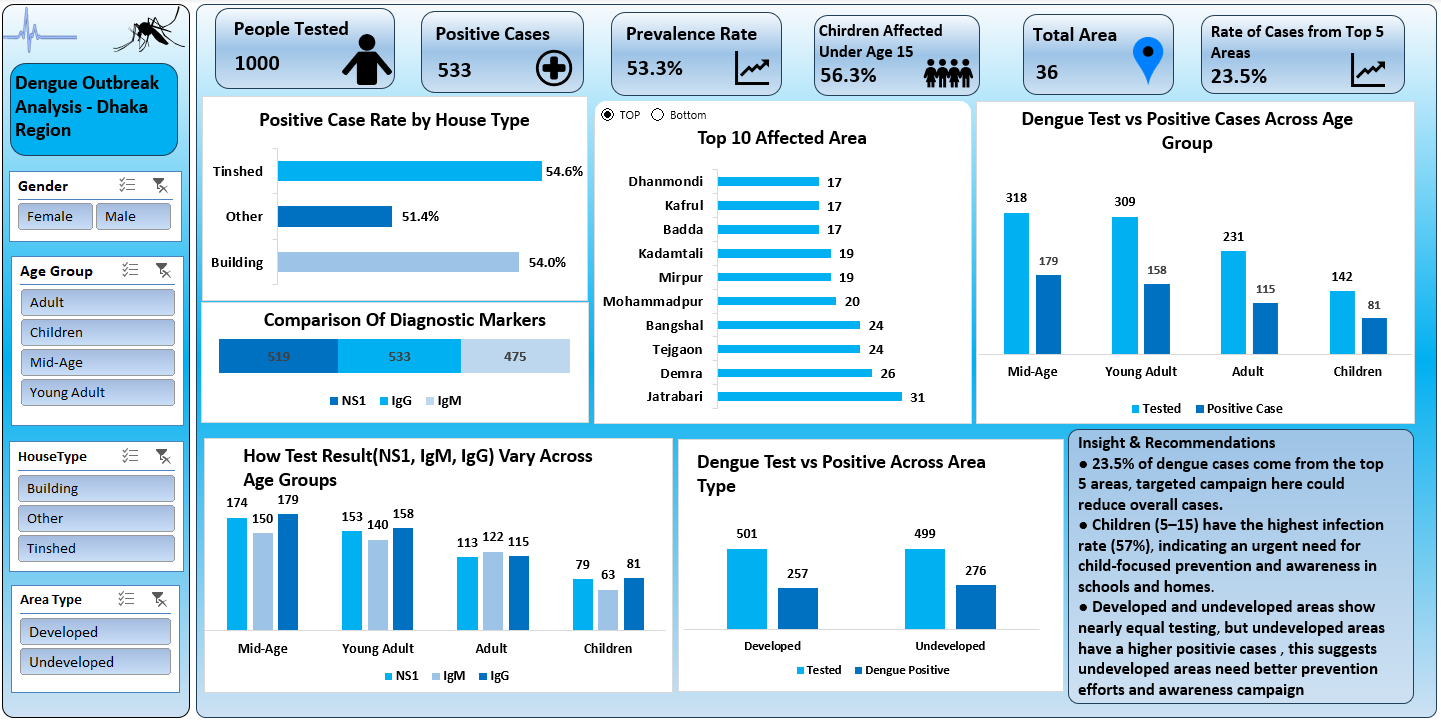 Dengue Outbreak
Analysis - Dhaka
Region
Gender
Female
Male
Age Group
Adult
Children
Mid-Age
Young Adult
HouseType
Building
Other
Tinshed
Area Type
Developed
Undeveloped
People Tested
1000
Positive Cases
533
Prevalence Rate
53.3%
Chirdren Affected
Under Age 15
56.3%
Total Area
36
Rate of Cases from Top 5
Areas
23.5%
Positive Case Rate by House Type
Tinshed
54.6%
Other
51.4%
Building
54.0%
Comparison Of Diagnostic Markers
519
533
475
NS1
IgG
IgM
TOP
Bottom
Top 10 Affected Area
Dhanmondi
17
Kafrul
17
Badda
17
Kadamtali
19
Mirpur
19
Mohammadpur
20
Bangshal
24
Tejgaon
24
Demra
26
Jatrabari
31
Dengue Test vs Positive Cases Across Age
Group
318
179
309
158
231
115
142
81
Mid-Age
Young Adult
Adult
Children
Tested
Positive Case
How Test Result(NS1, IgM, IgG) Vary Across
Age Groups
174
150
179
153
140
158
113
122
115
79
63
81
Mid-Age
Young Adult
Adult
Children
NS1
IgM
IgG
Dengue Test vs Positive Across Area
Type
501
257
499
276
Developed
Undeveloped
Tested
Dengue Positive
Insight & Recommendations
● 23.5% of dengue cases come from the top
5 areas, targeted campaign here could
reduce overall cases.
● Children (5–15) have the highest infection
rate (57%), indicating an urgent need for
child-focused prevention and awareness in
schools and homes.
● Developed and undeveloped areas show
nearly equal testing, but undeveloped areas
have a higher positivie cases , this suggests
undeveloped areas need better prevention
efforts and awareness campaign